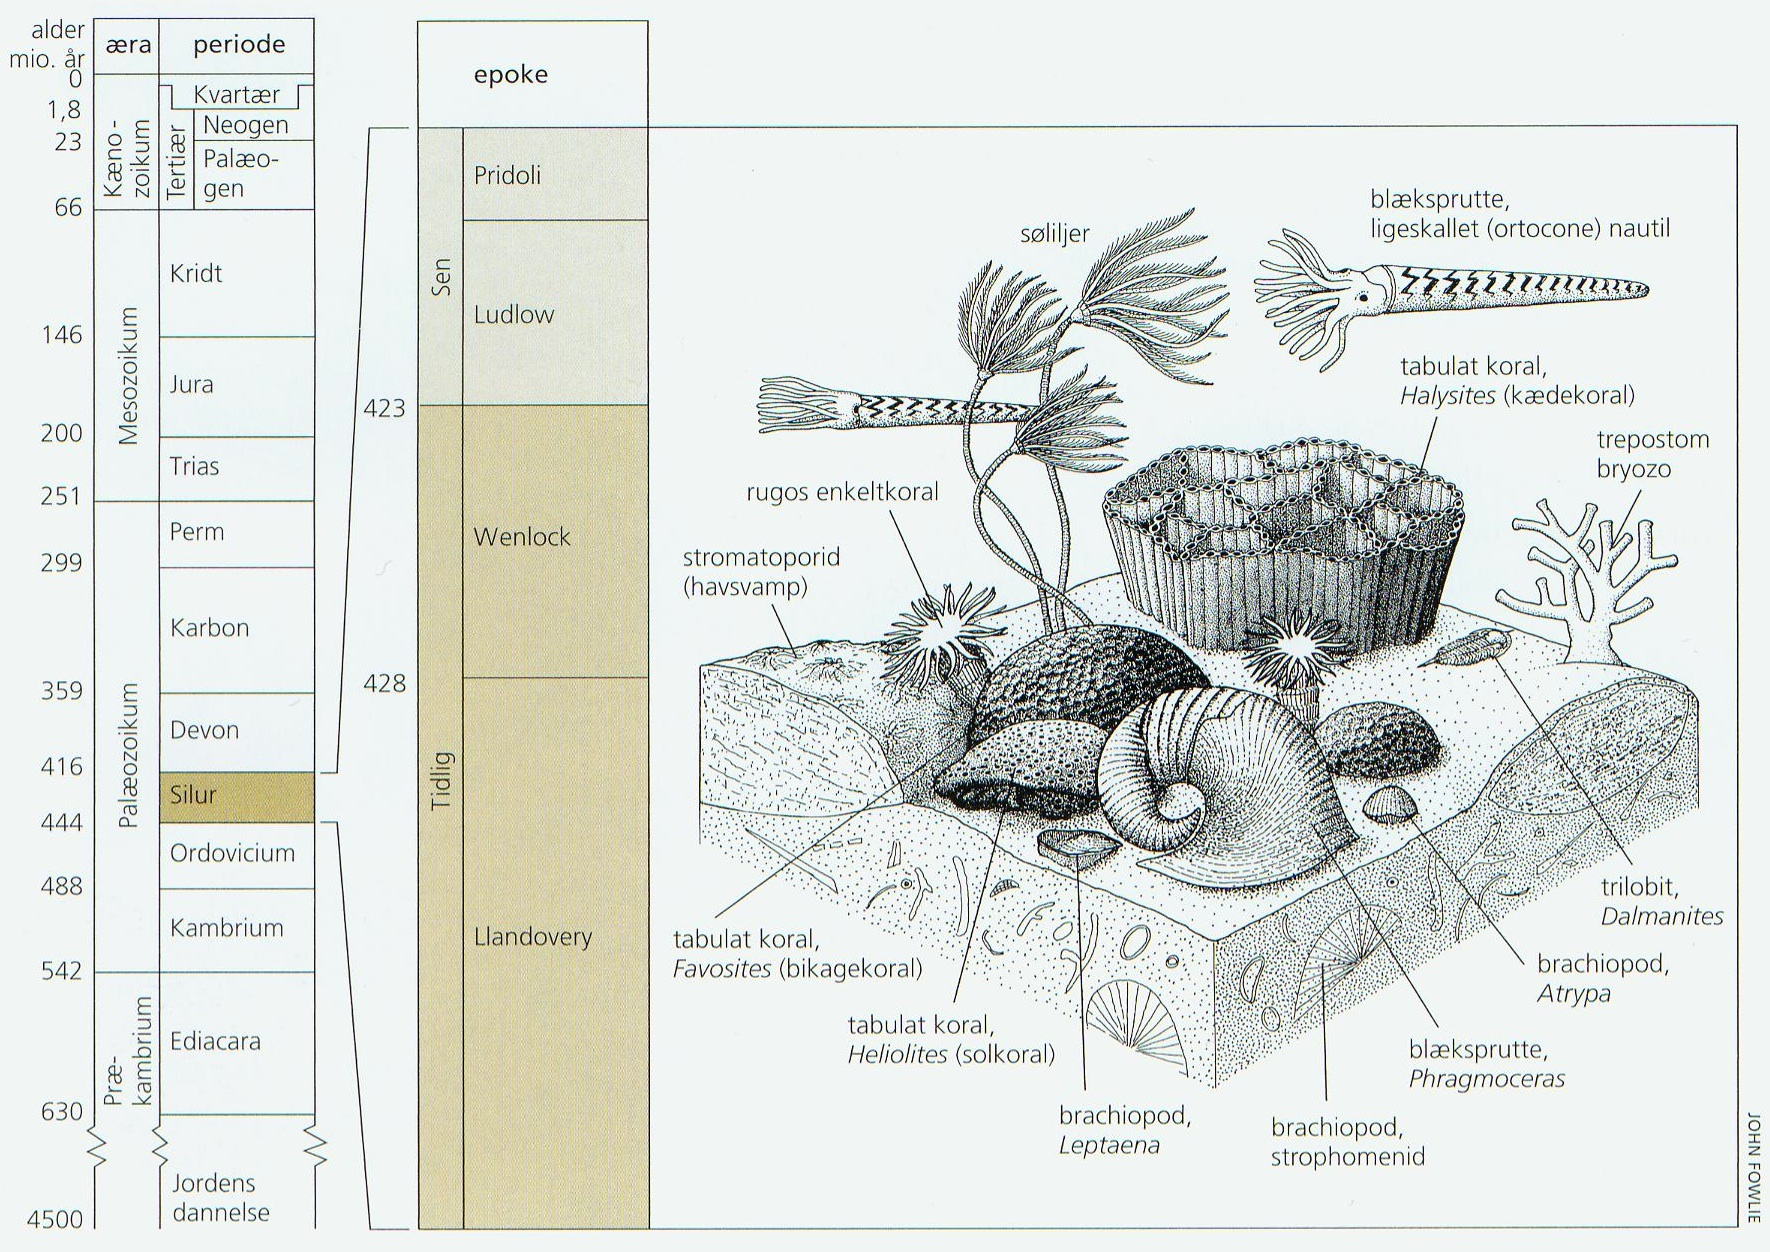 alder
mio. år
æra
periode
0
1,8
23
66
146
200
251
299
359
416
444
488
542
630
4500
Kæno-
zoikum
Mesozoikum
Palæozoikum
Præ-
kambrium
Kvartær
Tertiær
Neogen
Palæo-
gen
Kridt
Jura
Trias
Perm
Karbon
Devon
Silur
Ordovicium
Kambrium
Ediacara
Jordens
dannelse
423
428
epoke
Sen
Tidlig
Pridoli
Ludlow
Wenlock
Llandovery
søliljer
blæksprutte,
ligeskallet (ortocone) nautil
tabulat koral,
Halysites (kædekoral)
trepostom
bryozo
rugos enkeltkoral
stromatoporid
(havsvamp)
tabulat koral,
Favosites (bikagekoral)
tabulat koral,
Heliolites (solkoral)
brachiopod,
Leptaena
brachiopod,
strophomenid
blæksprutte,
Phragmoceras
brachiopod,
Atrypa
trilobit,
Dalmanites
JOHN FOWLIE